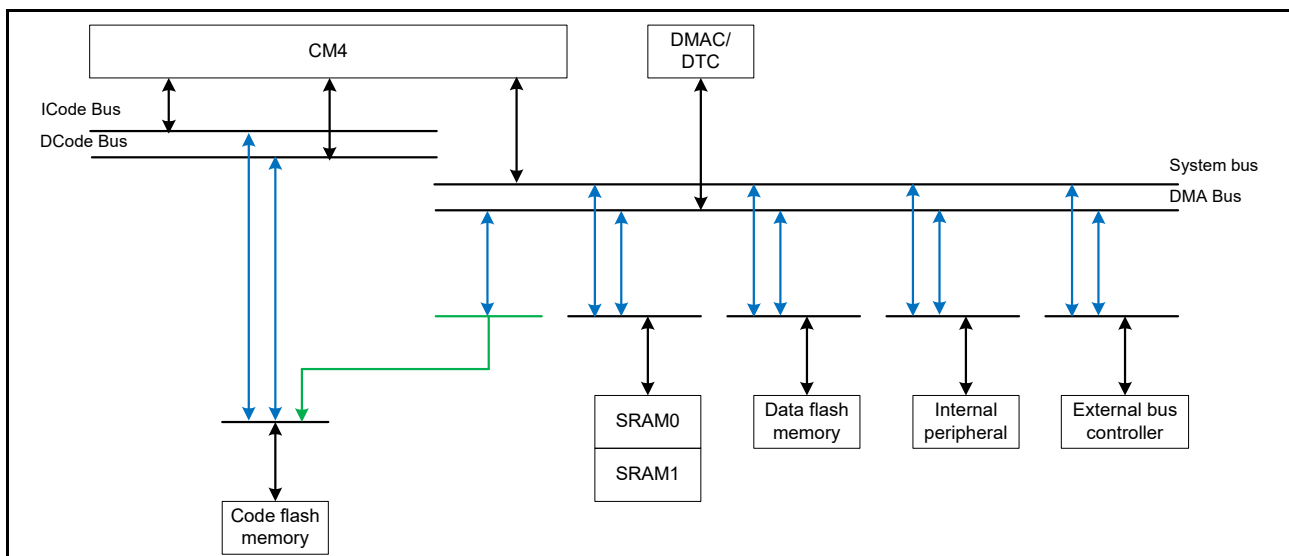 CM4
DMAC/
DTC
ICode Bus
DCode Bus
System bus
DMA Bus
SRAM0
SRAM1
Data flash
memory
Internal
peripheral
External bus
controller
Code flash
memory